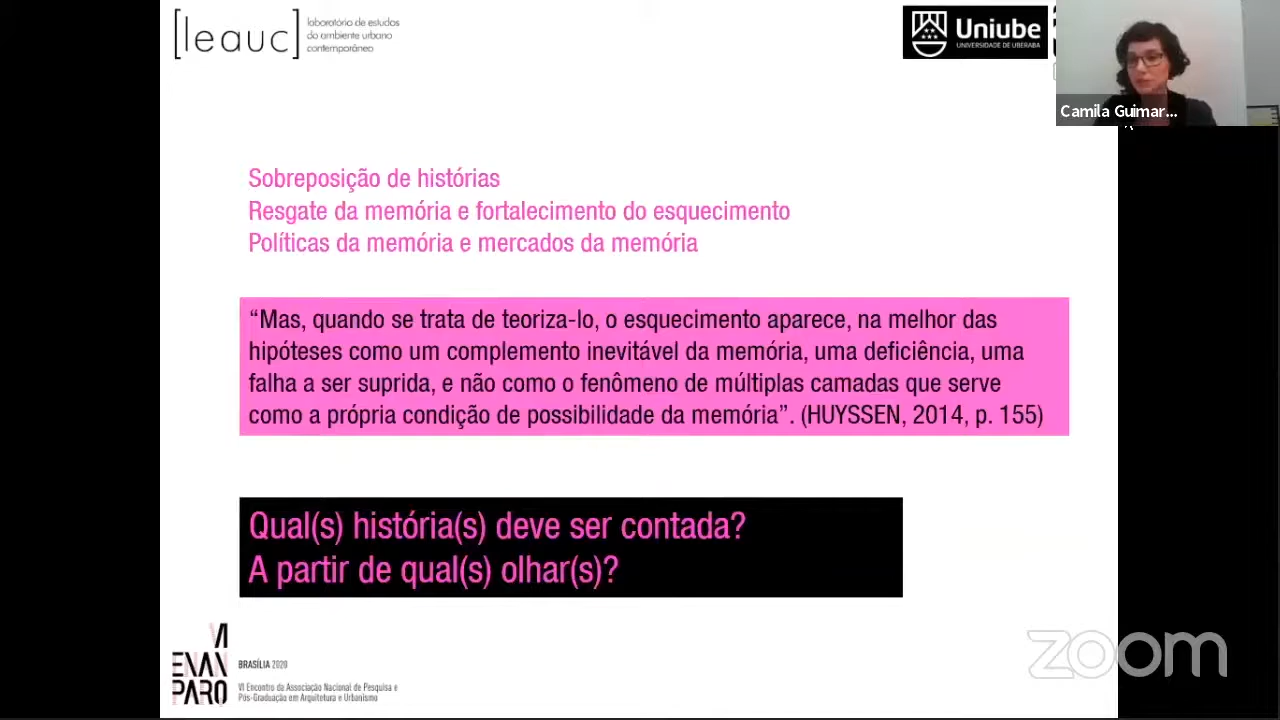 [leauc]
laboratório de estudos
do ambiente urbano
contemporâneo
Uniube
UNIVERSIDADE DE UBERABA
Camila Guimar...
Sobreposição de histórias
Resgate da memória e fortalecimento do esquecimento
Políticas da memória e mercados da memória
“Mas, quando se trata de teoriza-lo, o esquecimento aparece, na melhor das
hipóteses como um complemento inevitável da memória, uma deficiência, uma
falha a ser suprida, e não como o fenômeno de múltiplas camadas que serve
como a própria condição de possibilidade da memória”. (HUYSSEN, 2014, p. 155)
Qual(s) história(s) deve ser contada?
A partir de qual(s) olhar(s)?
VI
ENAN
PARQ
BRASÍLIA 2020
VI Encontro da Associação Nacional de Pesquisa e
Pós-Graduação em Arquitetura e Urbanismo
zoom